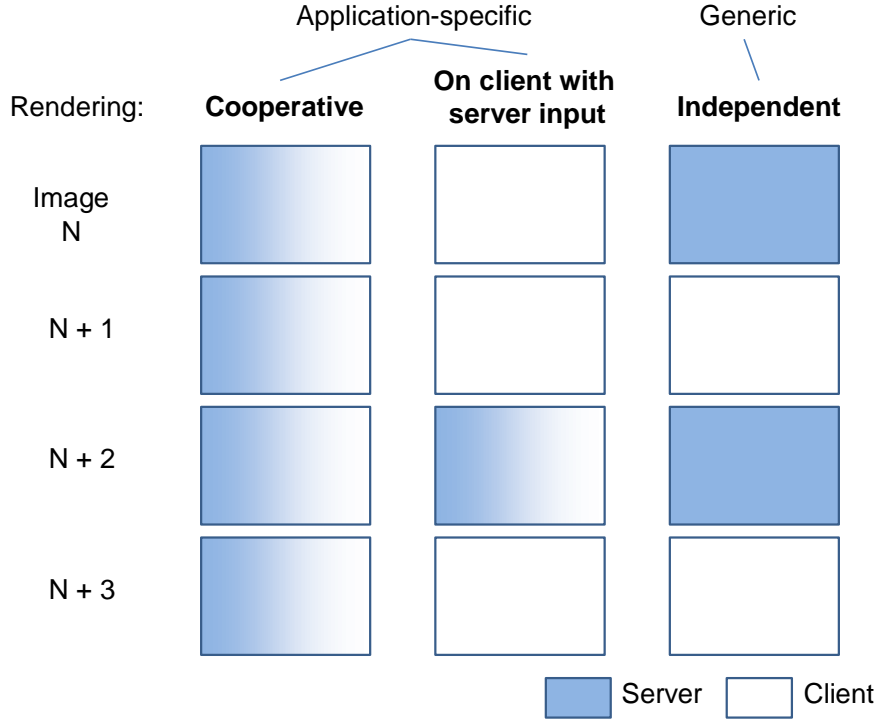 Application-specific Generic
Rendering: Cooperative On client with server input Independent
Image N
N + 1
N + 2
N + 3
Server Client